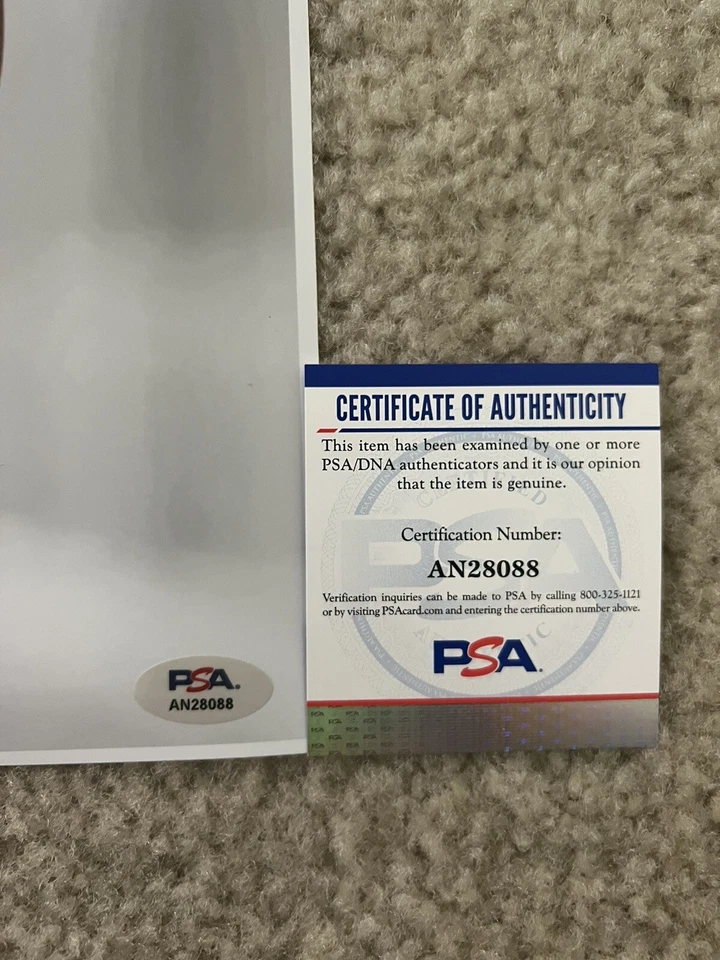 CERTIFICATE OF AUTHENTICITY
This item has been examined by one or more
PSA/DNA authenticators and it is our opinion
that the item is genuine.
Certification Number:
AN28088
Verification inquiries can be made to PSA by calling 800-325-1121
or by visiting PSAcard.com and entering the certification number above.
PSA.
PSA.
AN28088